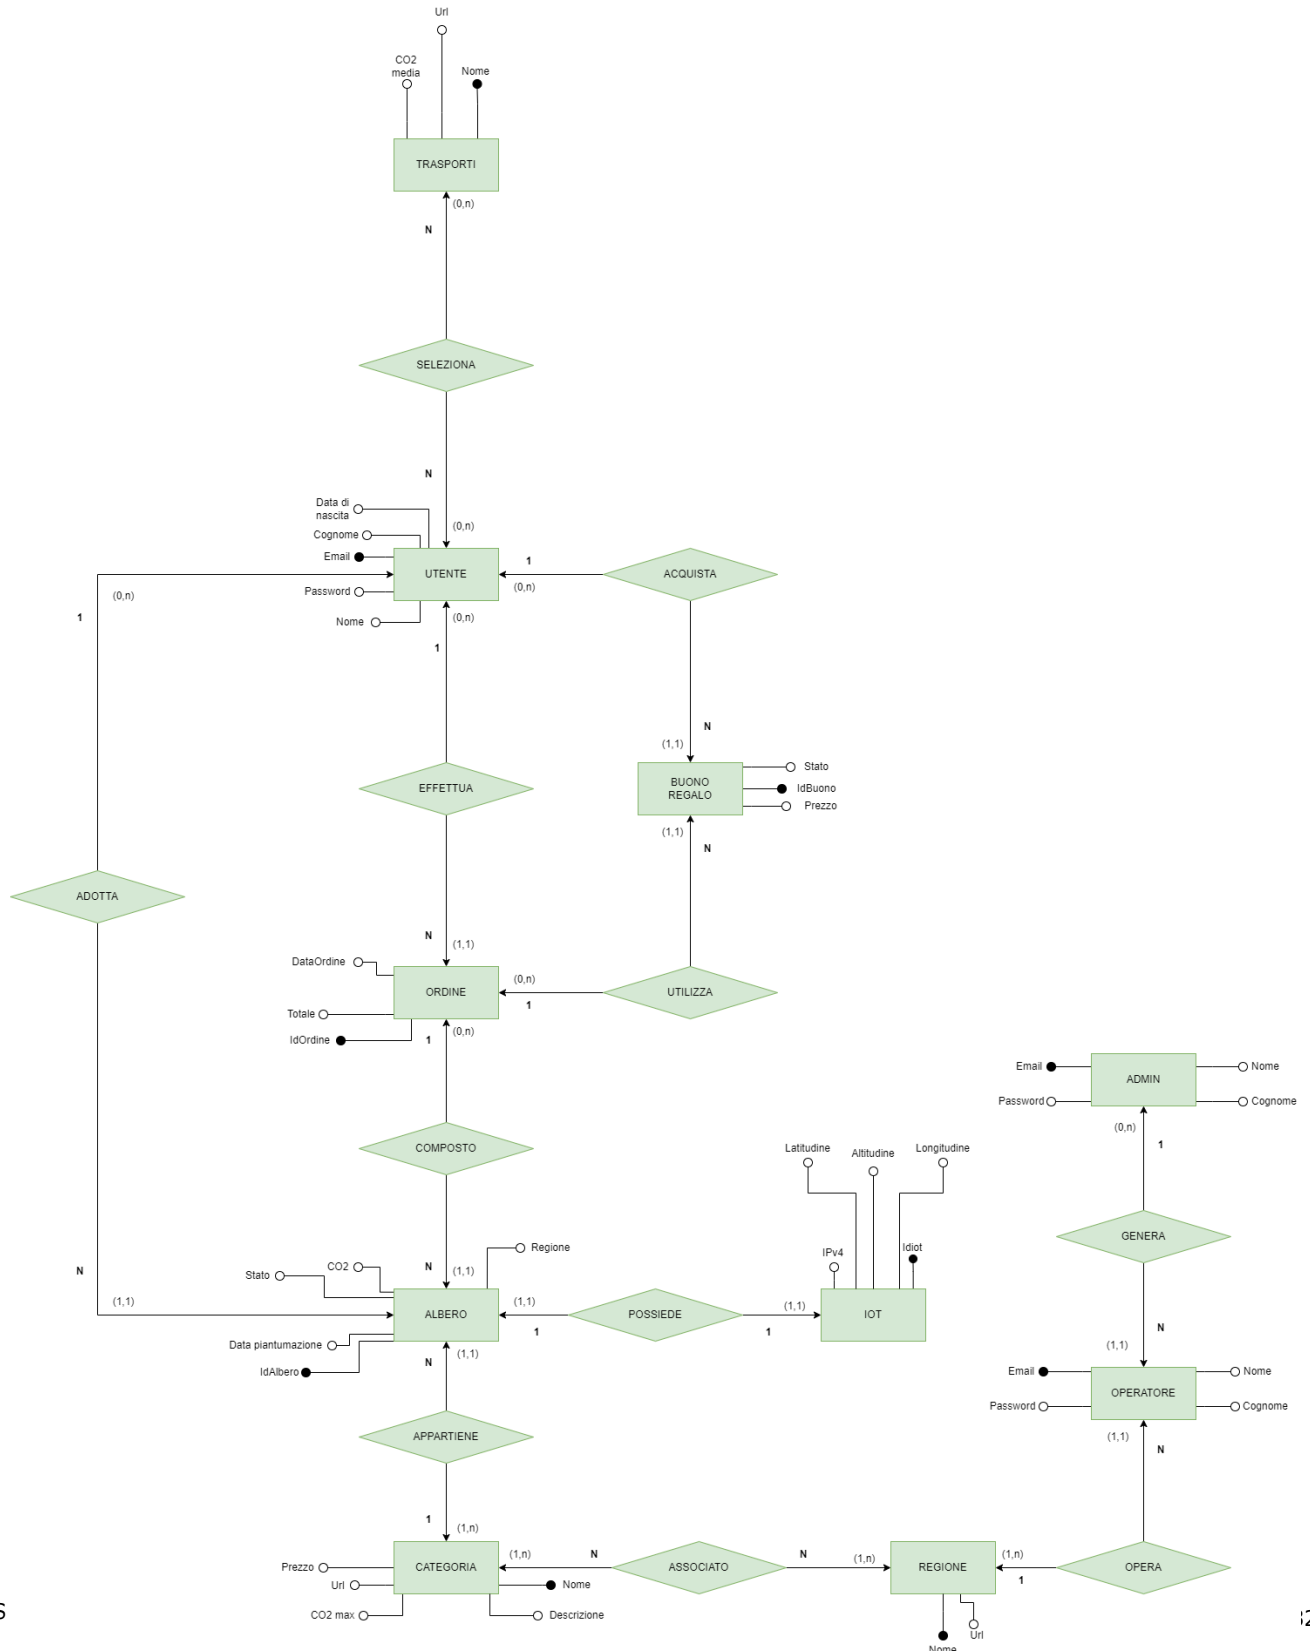 Url
CO2
media
Nome
TRASPORTI
(0,n)
N
SELEZIONA
N
Data di
nascita
(0,n)
Cognome
Email
1
UTENTE
ACQUISTA
(0,n)
Password
(0,n)
1
Nome
(0,n)
1
N
(1,1)
Stato
BUONO
REGALO
IdBuono
EFFETTUA
Prezzo
(1,1)
N
ADOTTA
N
(1,1)
DataOrdine
(0,n)
ORDINE
UTILIZZA
1
Totale
(0,n)
IdOrdine
1
Email
Nome
ADMIN
Password
Cognome
(0,n)
1
COMPOSTO
Latitudine
Altitudine
Longitudine
GENERA
Regione
IPv4
Idiot
CO2
N
(1,1)
N
Stato
(1,1)
(1,1)
(1,1)
ALBERO
POSSIEDE
IOT
1
1
N
Data piantumazione
(1,1)
(1,1)
N
IdAlbero
Email
Nome
OPERATORE
Password
Cognome
APPARTIENE
(1,1)
N
1
(1,n)
(1,n)
N
N
(1,n)
(1,n)
Prezzo
CATEGORIA
ASSOCIATO
REGIONE
OPERA
1
Url
Nome
CO2 max
Descrizione
Url
Nome